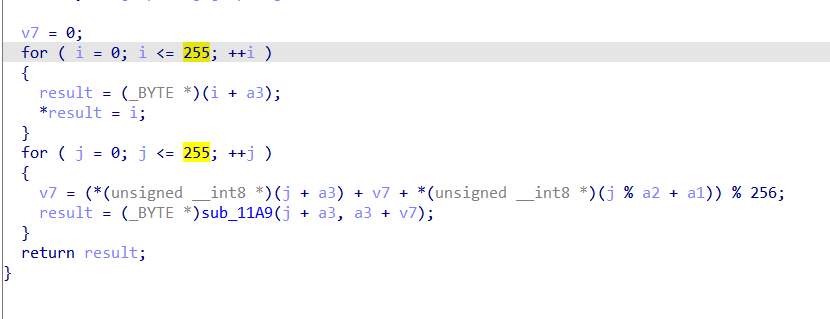 v7 = 0;
for ( i = 0; i <= 255; ++i )
{
result = (_BYTE *)(i + a3);
*result = i;
}
for ( j = 0; j <= 255; ++j )
{
v7 = (*(unsigned __int8 *)(j + a3) + v7 + *(unsigned __int8 *)(j % a2 + a1)) % 256;
result = (_BYTE *)sub_11A9(j + a3, a3 + v7);
}
return result;
}